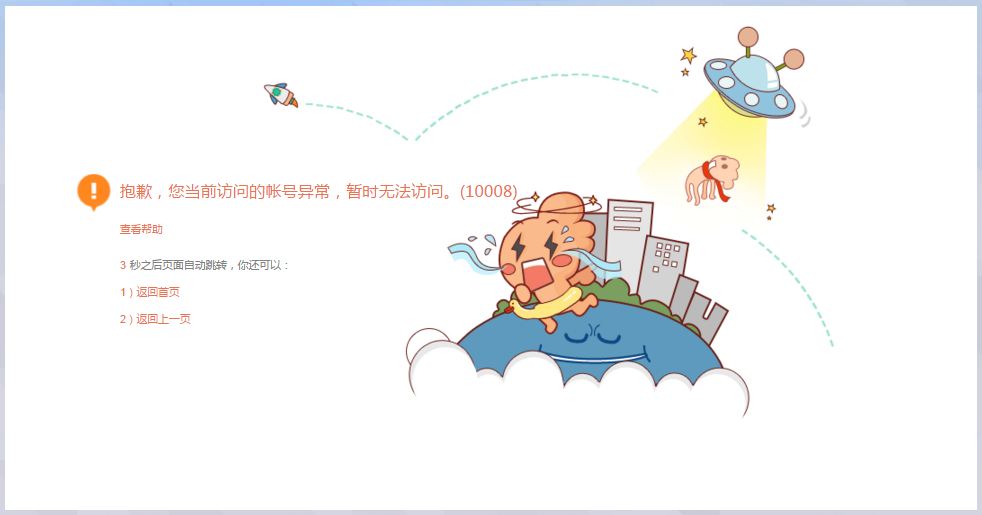 抱歉，您当前访问的帐号异常，暂时无法访问。(10008)
查看帮助
3 秒之后页面自动跳转，你还可以：
1）返回首页
2）返回上一页